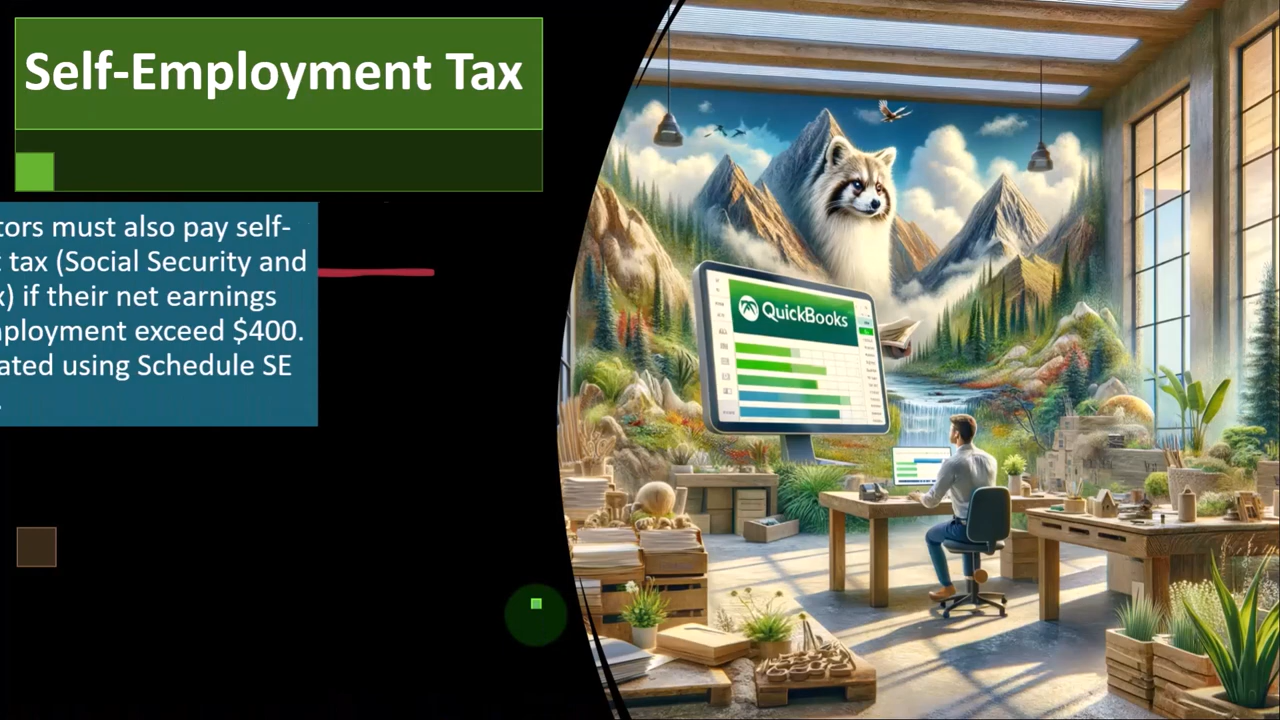 Self-Employment Tax
tors must also pay self-
t tax (Social Security and
x) if their net earnings
ployment exceed $400.
ated using Schedule SE
QuickBooks